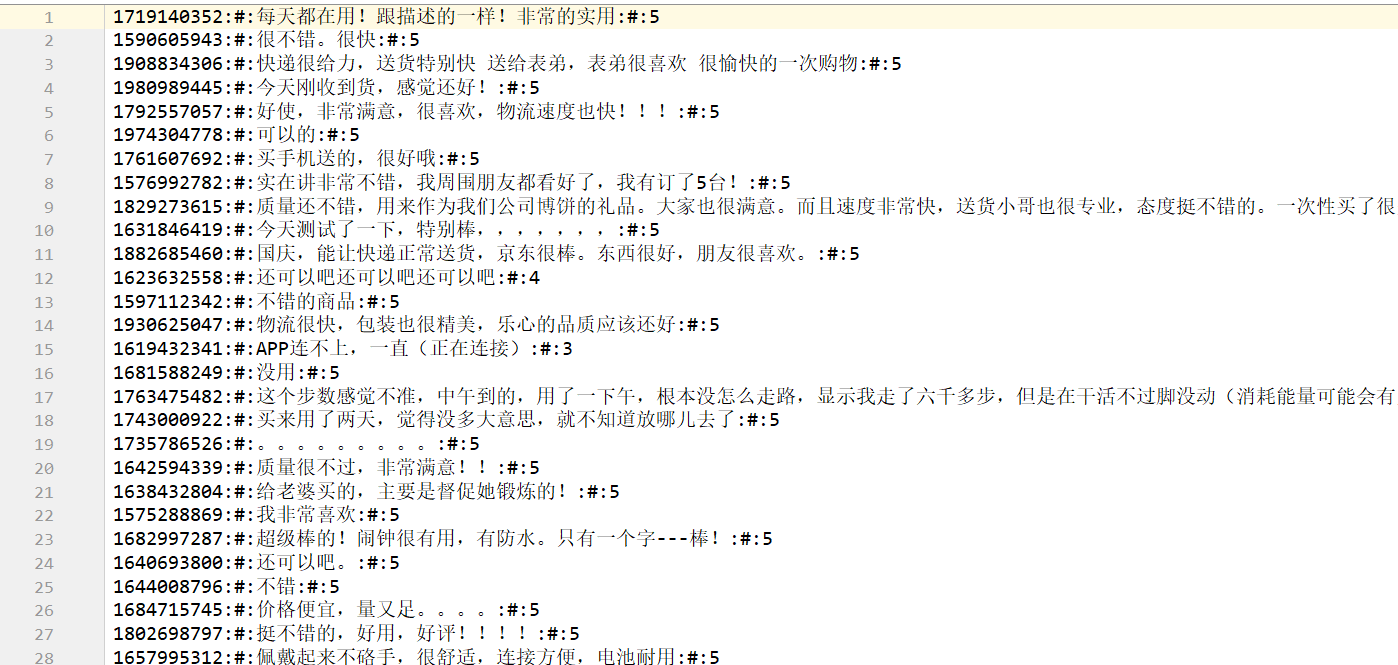 1 1719140352:#:每天都在用！跟描述的一样！非常的实用:#:5
2 1590605943:#:很不错。很快:#:5
3 1908834306:#:快递很给力，送货特别快 送给表弟，表弟很喜欢 很愉快的一次购物:#:5
4 1980989445:#:今天刚收到货，感觉还好！:#:5
5 1792557057:#:好使，非常满意，很喜欢，物流速度也快！！！:#:5
6 1974304778:#:可以的:#:5
7 1761607692:#:买手机送的，很好哦:#:5
8 1576992782:#:实在讲非常不错，我周围朋友都看好了，我有订了5台！:#:5
9 1829273615:#:质量还不错，用来作为我们公司博饼的礼品。大家也很满意。而且速度非常快，送货小哥也很专业，态度挺不错的。一次性买了很
10 1631846419:#:今天测试了一下，特别棒，，，，，，，:#:5
11 1882685460:#:国庆，能让快递正常送货，京东很棒。东西很好，朋友很喜欢。:#:5
12 1623632558:#:还可以吧还可以吧还可以吧:#:4
13 1597112342:#:不错的商品:#:5
14 1930625047:#:物流很快，包装也很精美，乐心的品质应该还好:#:5
15 1619432341:#:APP连不上，一直（正在连接）:#:3
16 1681588249:#:没用:#:5
17 1763475482:#:这个步数感觉不准，中午到的，用了一下午，根本没怎么走路，显示我走了六千多步，但是在干活不过脚没动（消耗能量可能会有
18 1743000922:#:买来用了两天，觉得没多大意思，就不知道放哪儿去了:#:5
19 1735786526:#:。。。。。。。。。:#:5
20 1642594339:#:质量很不过，非常满意！！:#:5
21 1638432804:#:给老婆买的，主要是督促她锻炼的！:#:5
22 1575288869:#:我非常喜欢:#:5
23 1682997287:#:超级棒的！闹钟很有用，有防水。只有一个字---棒！:#:5
24 1640693800:#:还可以吧。:#:5
25 1644008796:#:不错:#:5
26 1684715745:#:价格便宜，量又足。。。。:#:5
27 1802698797:#:挺不错的，好用，好评！！！！:#:5
28 1657995312:#:佩戴起来不硌手，很舒适，连接方便，电池耐用:#:5